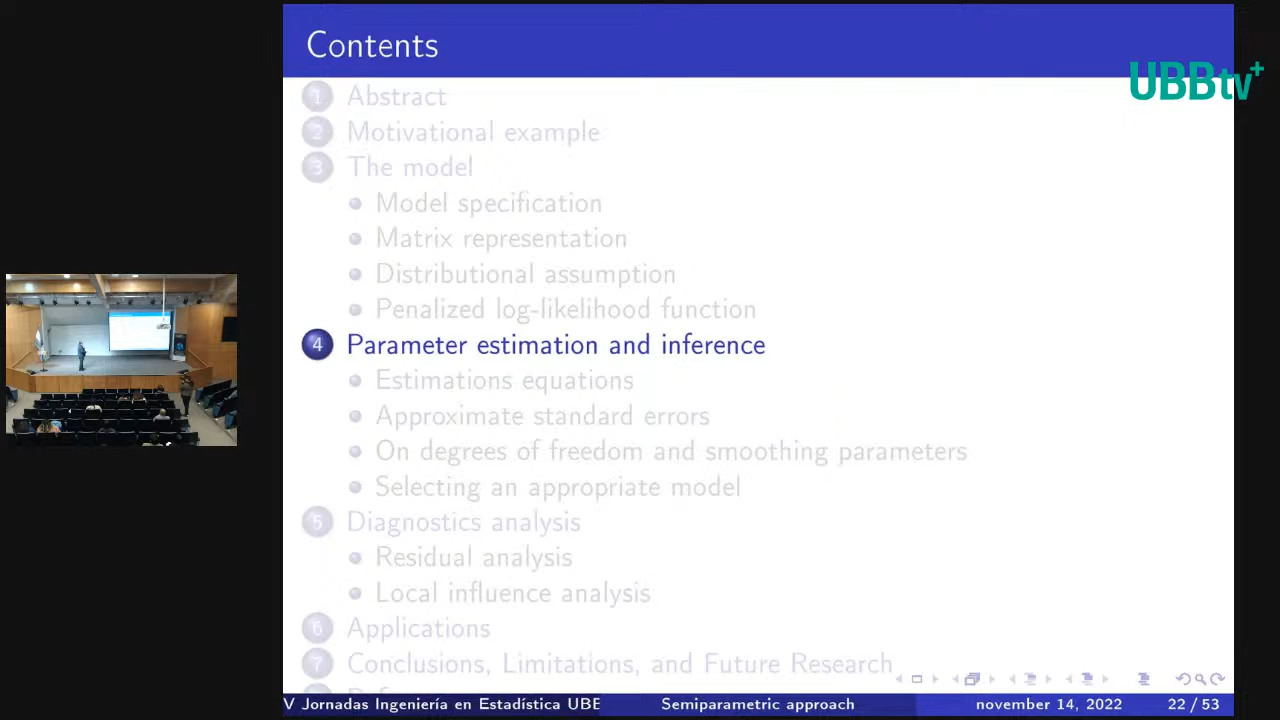 Contents
UBBtv+
1 Abstract
2 Motivational example
3 The model
Model specification
Matrix representation
Distributional assumption
Penalized log-likelihood function
4 Parameter estimation and inference
Estimations equations
Approximate standard errors
On degrees of freedom and smoothing parameters
Selecting an appropriate model
5 Diagnostics analysis
Residual analysis
Local influence analysis
6 Applications
7 Conclusions, Limitations, and Future Research
V Jornadas Ingeniería en Estadística UBE
Semiparametric approach
november 14, 2022
22 / 53